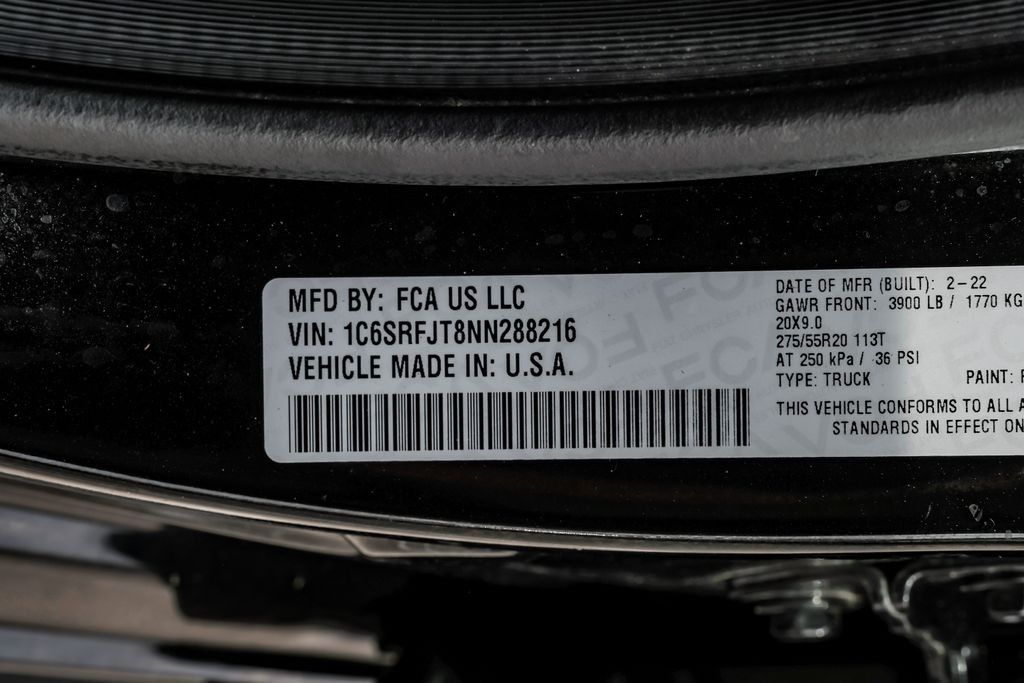 MFD BY: FCA US LLC
VIN: 1C6SRFJT8NN288216
VEHICLE MADE IN: U.S.A.
DATE OF MFR (BUILT): 2-22
GAWR FRONT: 3900 LB / 1770 KG
20X9.0
275/55R20 113T
AT 250 kPa / 36 PSI
TYPE: TRUCK PAINT:
THIS VEHICLE CONFORMS TO ALL
STANDARDS IN EFFECT ON